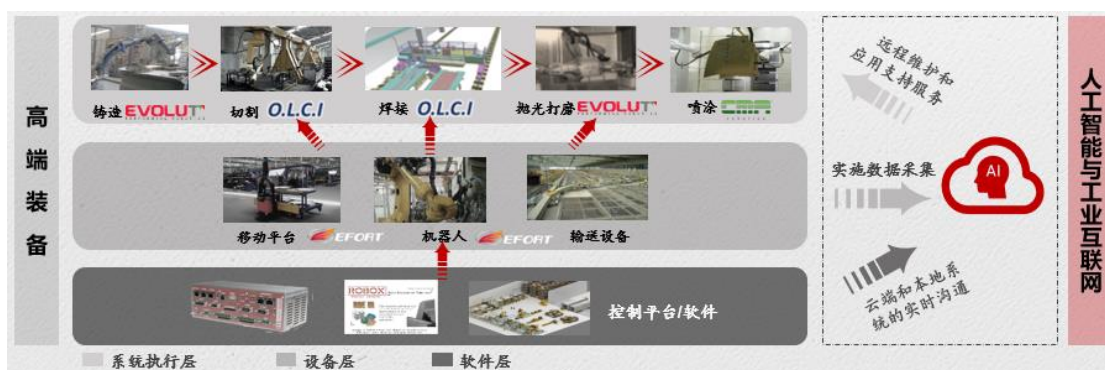 高端装备
铸造 EVOLUT
切割 O.L.C.I
焊接 O.L.C.I
抛光打磨 EVOLUT
喷涂 CMA
ROBOTICS
移动平台 EFORT
机器人 EFORT
输送设备
ROBOX
控制平台/软件
系统执行层
设备层
软件层
远程维护和
应用支持服务
实施数据采集
AI
云端和本地系
统的实时沟通
人工智能与工业互联网